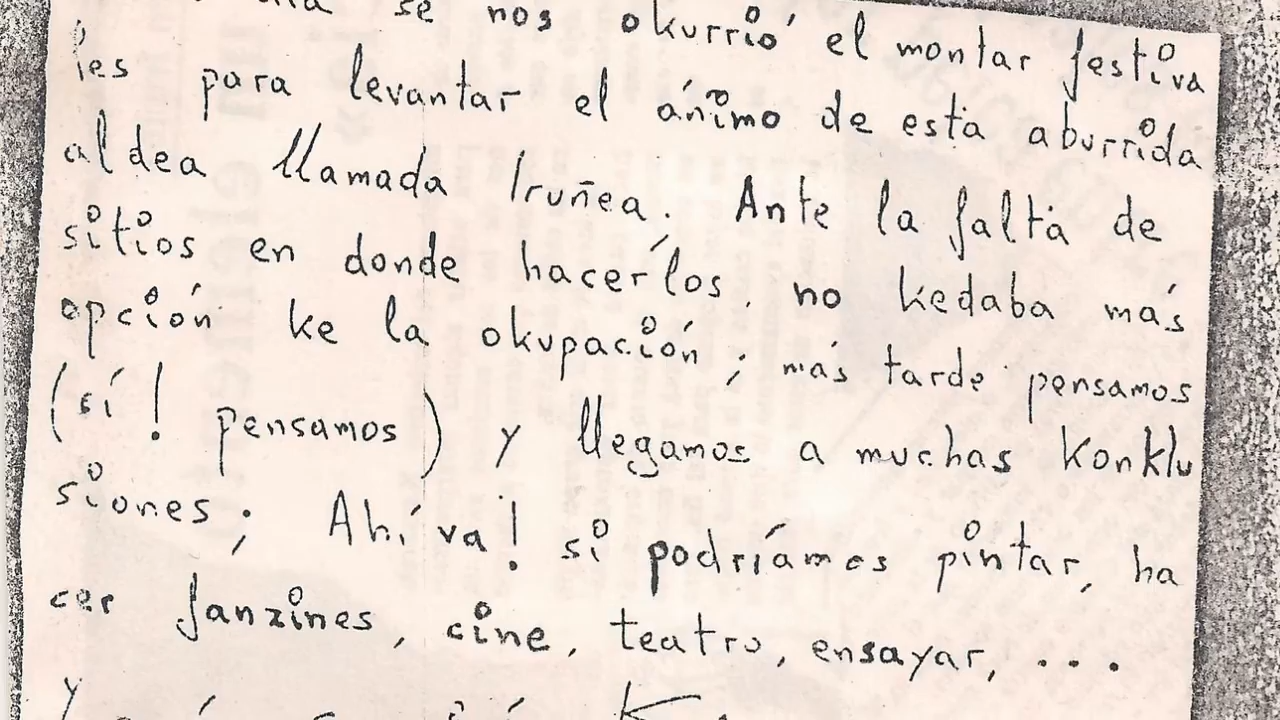 se nos okurrió el montar festiva
les para levantar el ánimo de esta aburrida
aldea llamada Iruñea. Ante la falta de
sitios en donde hacerlos, no kedaba más
opción ke la okupación; más tarde pensamos
(sí! pensamos) y llegamos a muchas Konklu
siones; Ahí va! si podríamos pintar, ha
cer fanzines, cine, teatro, ensayar, ...
y